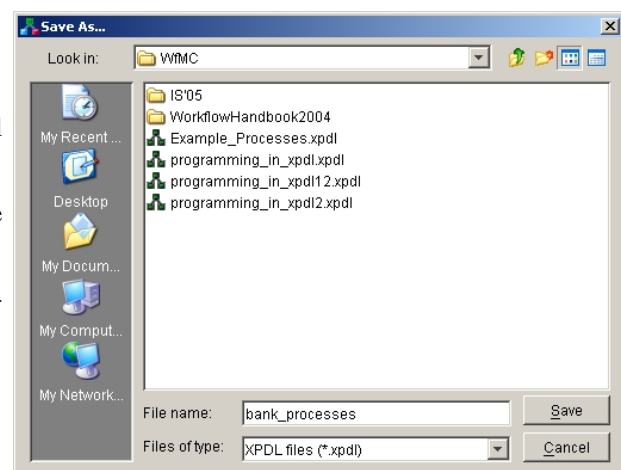 Save As...
Look in: WfMC
IS'05
WorkflowHandbook2004
Example_Processes.xpdl
programming_in_xpdl.xpdl
programming_in_xpdl12.xpdl
programming_in_xpdl2.xpdl
My Recent ...
Desktop
My Docum...
My Comput...
My Network...
File name: bank_processes
Save
Files of type: XPDL files (*.xpdl)
Cancel